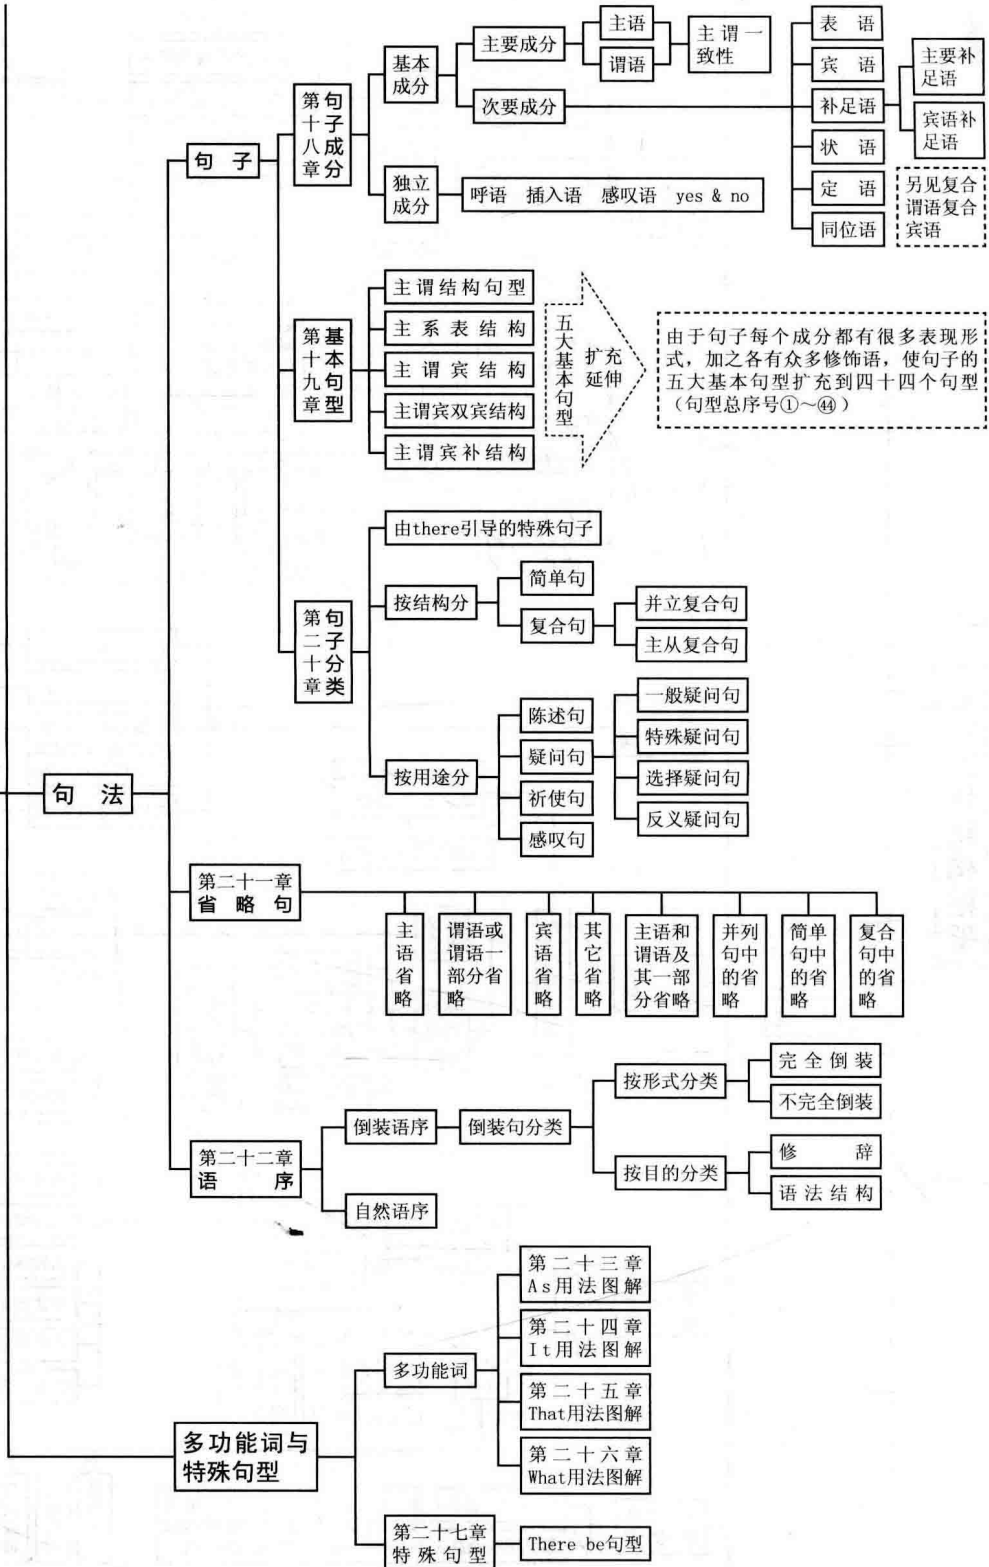 句法
句子
第十八章
句子成分
基本
成分
主要成分
主语
谓语
主谓一
致性
次要成分
表语
宾语
补足语
主要补
足语
宾语补
足语
状语
定语
同位语
另见复合
谓语复合
宾语
独立
成分
呼语 插入语 感叹语 yes & no
第十九章
基本句型
主谓结构句型
主系表结构
主谓宾结构
主谓宾双宾结构
主谓宾补结构
五大基本句型
扩充
延伸
由于句子每个成分都有很多表现形
式，加之各有众多修饰语，使句子的
五大基本句型扩充到四十四个句型
（句型总序号①～㊹）
第二十章
句子分类
由there引导的特殊句子
按结构分
简单句
复合句
并立复合句
主从复合句
按用途分
陈述句
疑问句
祈使句
感叹句
一般疑问句
特殊疑问句
选择疑问句
反义疑问句
第二十一章
省略句
主语省略
谓语或
谓语一
部分省
略
宾语省略
其它省略
主语和
谓语及
其一部
分省略
并列
句中
的省
略
简单
句中
的省
略
复合
句中
的省
略
第二十二章
语序
倒装语序
倒装句分类
按形式分类
完全倒装
不完全倒装
按目的分类
修辞
语法结构
自然语序
多功能词与
特殊句型
多功能词
第二十三章
As用法图解
第二十四章
It用法图解
第二十五章
That用法图解
第二十六章
What用法图解
第二十七章
特殊句型
There be句型